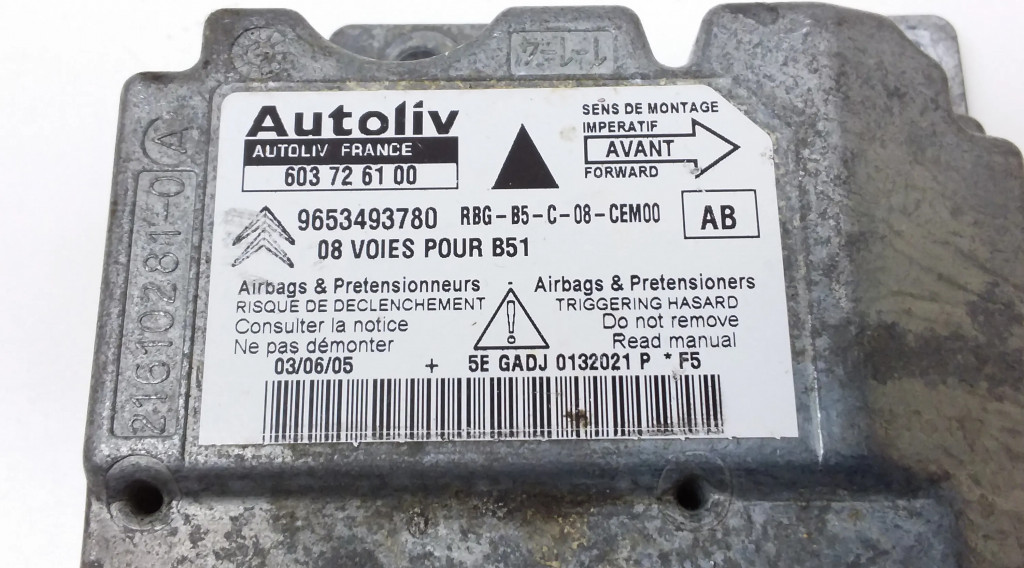 1-1=4
Autoliv
AUTOLIV FRANCE
603 72 61 00
SENS DE MONTAGE
IMPERATIF
AVANT
FORWARD
9653493780 RBG-B5-C-08-CEM00
AB
08 VOIES POUR B51
Airbags & Pretensionneurs
RISQUE DE DECLENCHEMENT
Consulter la notice
Ne pas démonter
Airbags & Pretensioners
TRIGGERING HASARD
Do not remove
Read manual
03/06/05 + 5E GADJ 0132021 P *F5
21610281-0 A